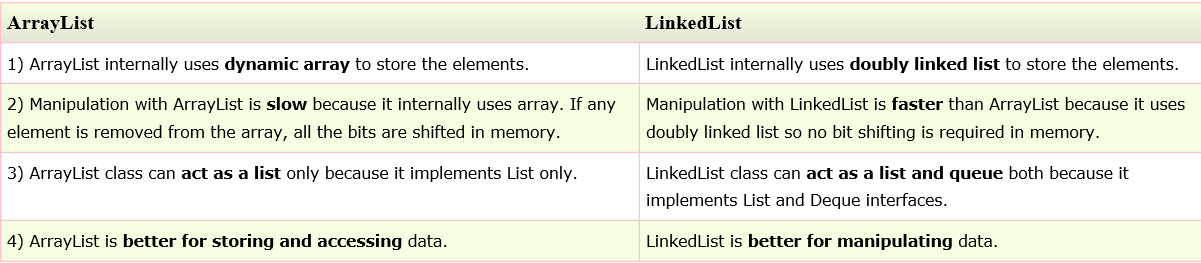 ArrayList LinkedList
1) ArrayList internally uses dynamic array to store the elements.
LinkedList internally uses doubly linked list to store the elements.
2) Manipulation with ArrayList is slow because it internally uses array. If any
element is removed from the array, all the bits are shifted in memory.
Manipulation with LinkedList is faster than ArrayList because it uses
doubly linked list so no bit shifting is required in memory.
3) ArrayList class can act as a list only because it implements List only.
LinkedList class can act as a list and queue both because it
implements List and Deque interfaces.
4) ArrayList is better for storing and accessing data.
LinkedList is better for manipulating data.